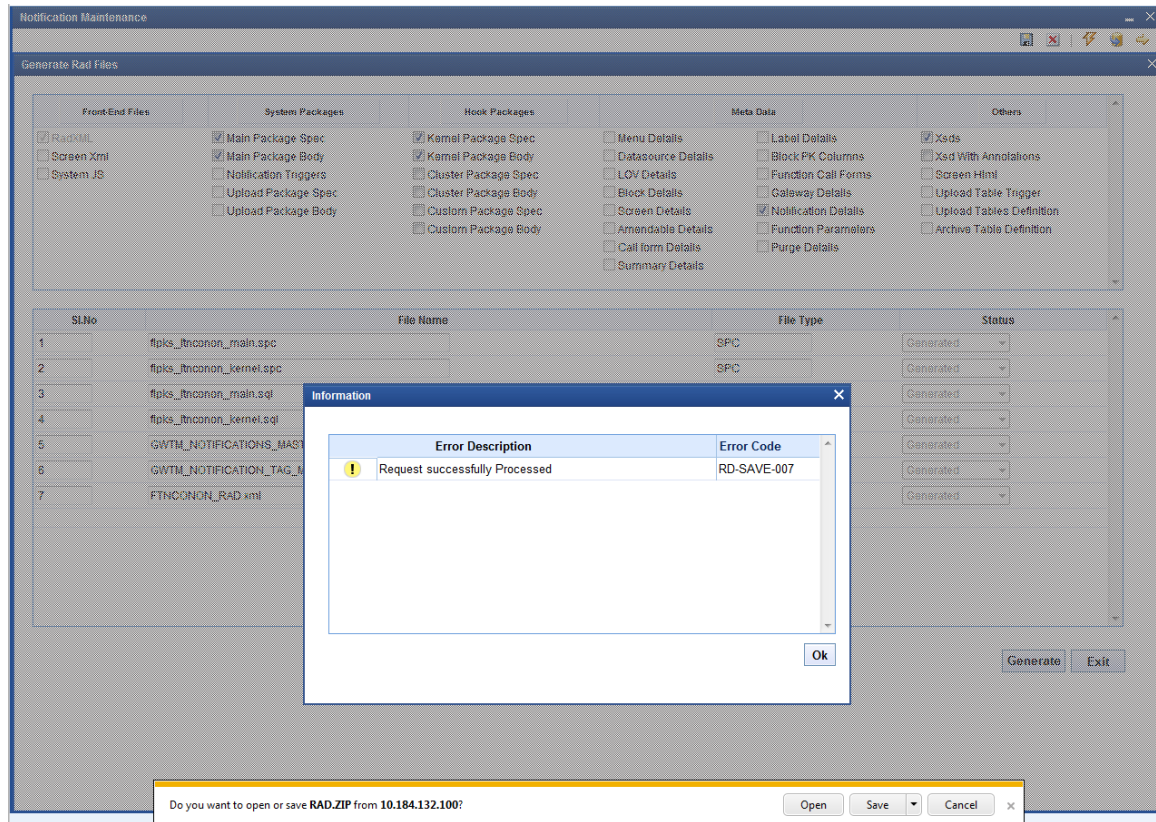 Notification Maintenance
Generate Rad Files
Front-End Files System Packages Hook Packages Meta Data Others
RadXML Main Package Spec Kernel Package Spec Menu Details Label Details Xsds
Screen Xml Main Package Body Kernel Package Body Datasource Details Block PK Columns Xsd With Annotations
System JS Notification Triggers Cluster Package Spec LOV Details Function Call Forms Screen Html
Upload Package Spec Cluster Package Body Block Details Gateway Details Upload Table Trigger
Upload Package Body Custom Package Spec Screen Details Notification Details Upload Tables Definition
Custom Package Body Amendable Details Function Parameters Archive Table Definition
Call form Details Purge Details
Summary Details
Sl.No File Name File Type Status
1 ftpks_ftnconon_main.spc SPC Generated
2 ftpks_ftnconon_kernel.spc SPC Generated
3 ftpks_ftnconon_main.sql Generated
4 ftpks_ftnconon_kernel.sql Generated
5 GWTM_NOTIFICATIONS_MAST Generated
6 GWTM_NOTIFICATION_TAG_M Generated
7 FTNCONON_RAD.xml Generated
Information
Error Description Error Code
Request successfully Processed RD-SAVE-007
Ok
Generate Exit
Do you want to open or save RAD.ZIP from 10.184.132.100? Open Save Cancel